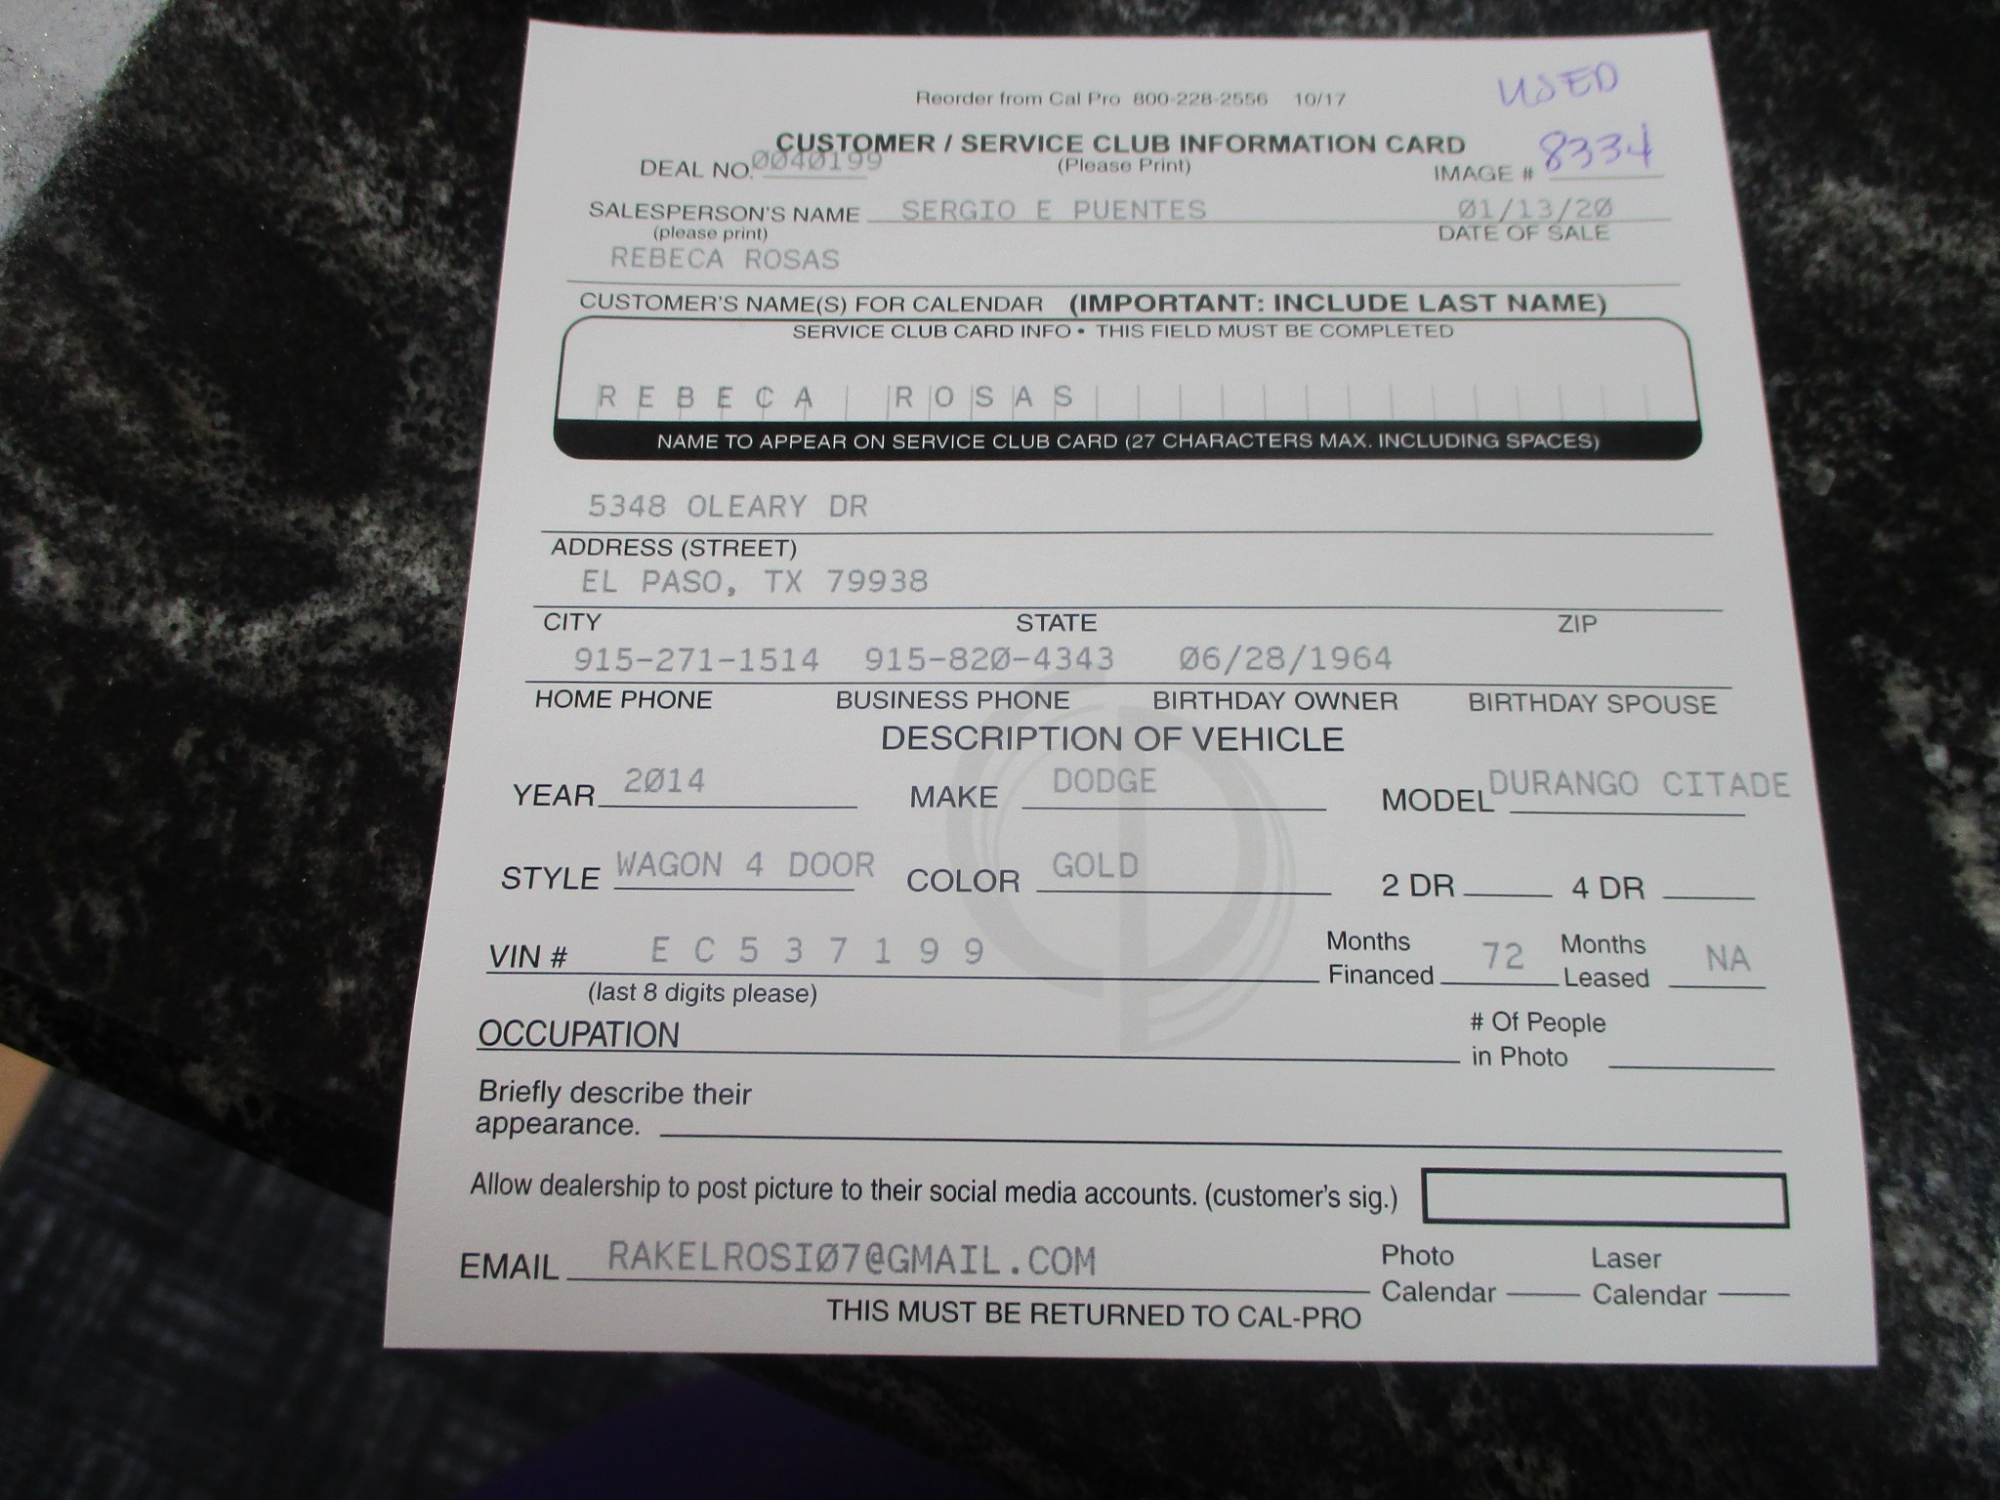 USED
Reorder from Cal Pro 800-228-2556 10/17
CUSTOMER / SERVICE CLUB INFORMATION CARD
DEAL NO. 0040199 (Please Print) IMAGE # 8334
SALESPERSON'S NAME SERGIO E PUENTES 01/13/20
(please print) DATE OF SALE
REBECA ROSAS
CUSTOMER'S NAME(S) FOR CALENDAR (IMPORTANT: INCLUDE LAST NAME)
SERVICE CLUB CARD INFO • THIS FIELD MUST BE COMPLETED
REBECA ROSAS
NAME TO APPEAR ON SERVICE CLUB CARD (27 CHARACTERS MAX. INCLUDING SPACES)
5348 OLEARY DR
ADDRESS (STREET)
EL PASO, TX 79938
CITY STATE ZIP
915-271-1514 915-820-4343 06/28/1964
HOME PHONE BUSINESS PHONE BIRTHDAY OWNER BIRTHDAY SPOUSE
DESCRIPTION OF VEHICLE
YEAR 2014 MAKE DODGE MODEL DURANGO CITADE
STYLE WAGON 4 DOOR COLOR GOLD 2 DR 4 DR
VIN # EC537199 Months Financed 72 Months Leased NA
(last 8 digits please)
OCCUPATION # Of People in Photo
Briefly describe their
appearance.
Allow dealership to post picture to their social media accounts. (customer's sig.)
EMAIL RAKELROSI07@GMAIL.COM Photo Calendar Laser Calendar
THIS MUST BE RETURNED TO CAL-PRO